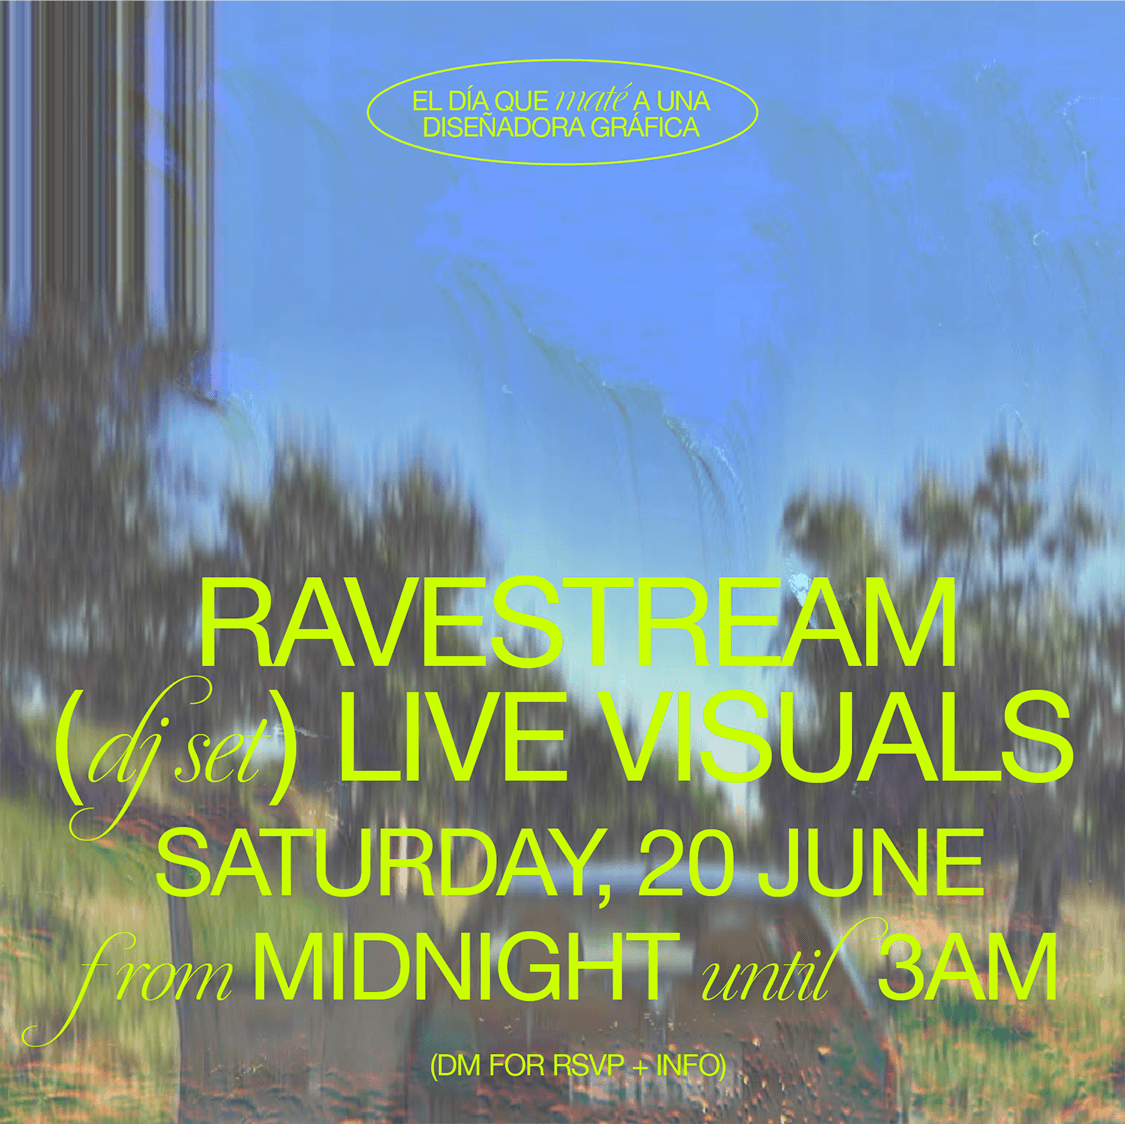 EL DÍA QUE maté A UNA
DISEÑADORA GRÁFICA
RAVESTREAM
(dj set) LIVE VISUALS
SATURDAY, 20 JUNE
from MIDNIGHT until 3AM
(DM FOR RSVP + INFO)